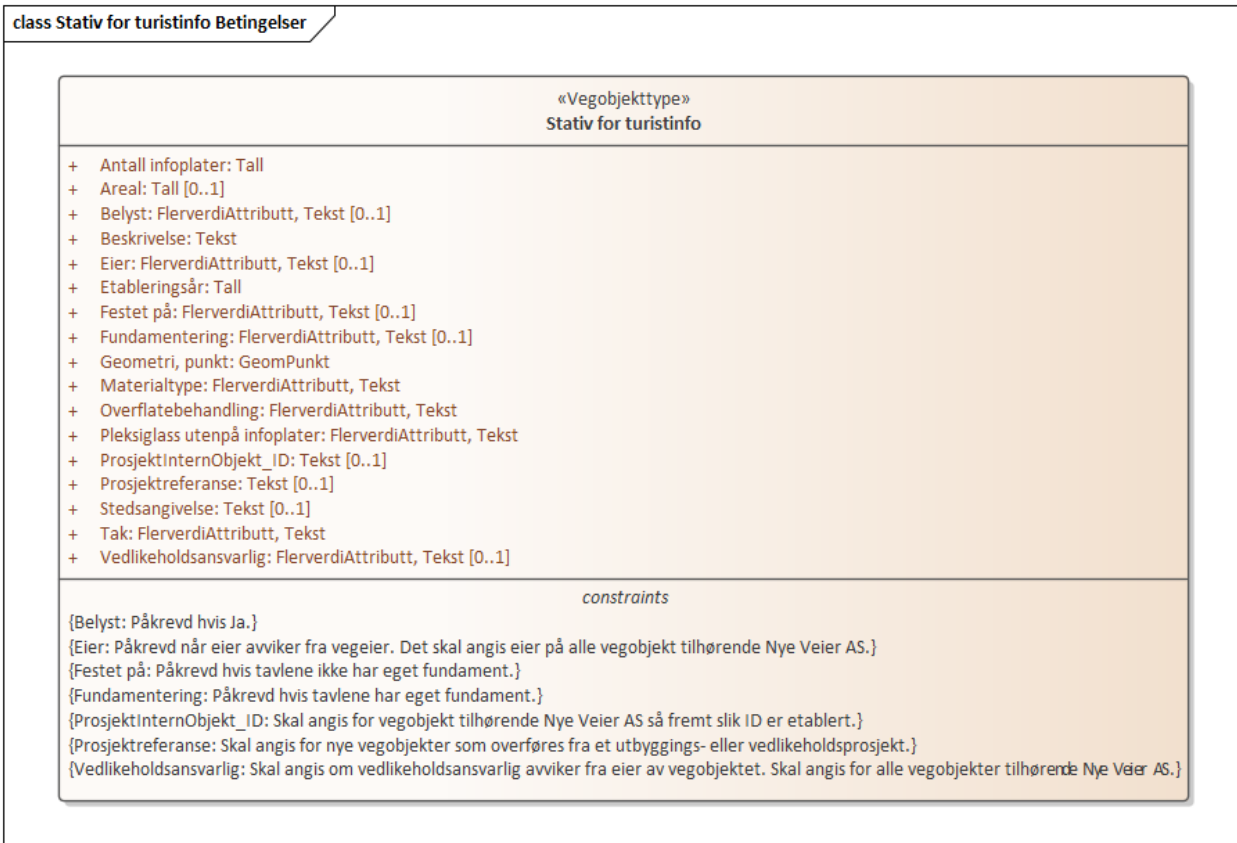 class Stativ for turistinfo Betingelser
«Vegobjekttype»
Stativ for turistinfo
+ Antall infoplater: Tall
+ Areal: Tall [0..1]
+ Belyst: FlerverdiAttributt, Tekst [0..1]
+ Beskrivelse: Tekst
+ Eier: FlerverdiAttributt, Tekst [0..1]
+ Etableringsår: Tall
+ Festet på: FlerverdiAttributt, Tekst [0..1]
+ Fundamentering: FlerverdiAttributt, Tekst [0..1]
+ Geometri, punkt: GeomPunkt
+ Materialtype: FlerverdiAttributt, Tekst
+ Overflatebehandling: FlerverdiAttributt, Tekst
+ Pleksiglass utenpå infoplater: FlerverdiAttributt, Tekst
+ ProsjektInternObjekt_ID: Tekst [0..1]
+ Prosjektreferanse: Tekst [0..1]
+ Stedsangivelse: Tekst [0..1]
+ Tak: FlerverdiAttributt, Tekst
+ Vedlikeholdsansvarlig: FlerverdiAttributt, Tekst [0..1]
constraints
{Belyst: Påkrevd hvis Ja.}
{Eier: Påkrevd når eier avviker fra vegeier. Det skal angis eier på alle vegobjekt tilhørende Nye Veier AS.}
{Festet på: Påkrevd hvis tavlene ikke har eget fundament.}
{Fundamentering: Påkrevd hvis tavlene har eget fundament.}
{ProsjektInternObjekt_ID: Skal angis for vegobjekt tilhørende Nye Veier AS så fremt slik ID er etablert.}
{Prosjektreferanse: Skal angis for nye vegobjekter som overføres fra et utbyggings- eller vedlikeholdsprosjekt.}
{Vedlikeholdsansvarlig: Skal angis om vedlikeholdsansvarlig avviker fra eier av vegobjektet. Skal angis for alle vegobjekter tilhørende Nye Veier AS.}